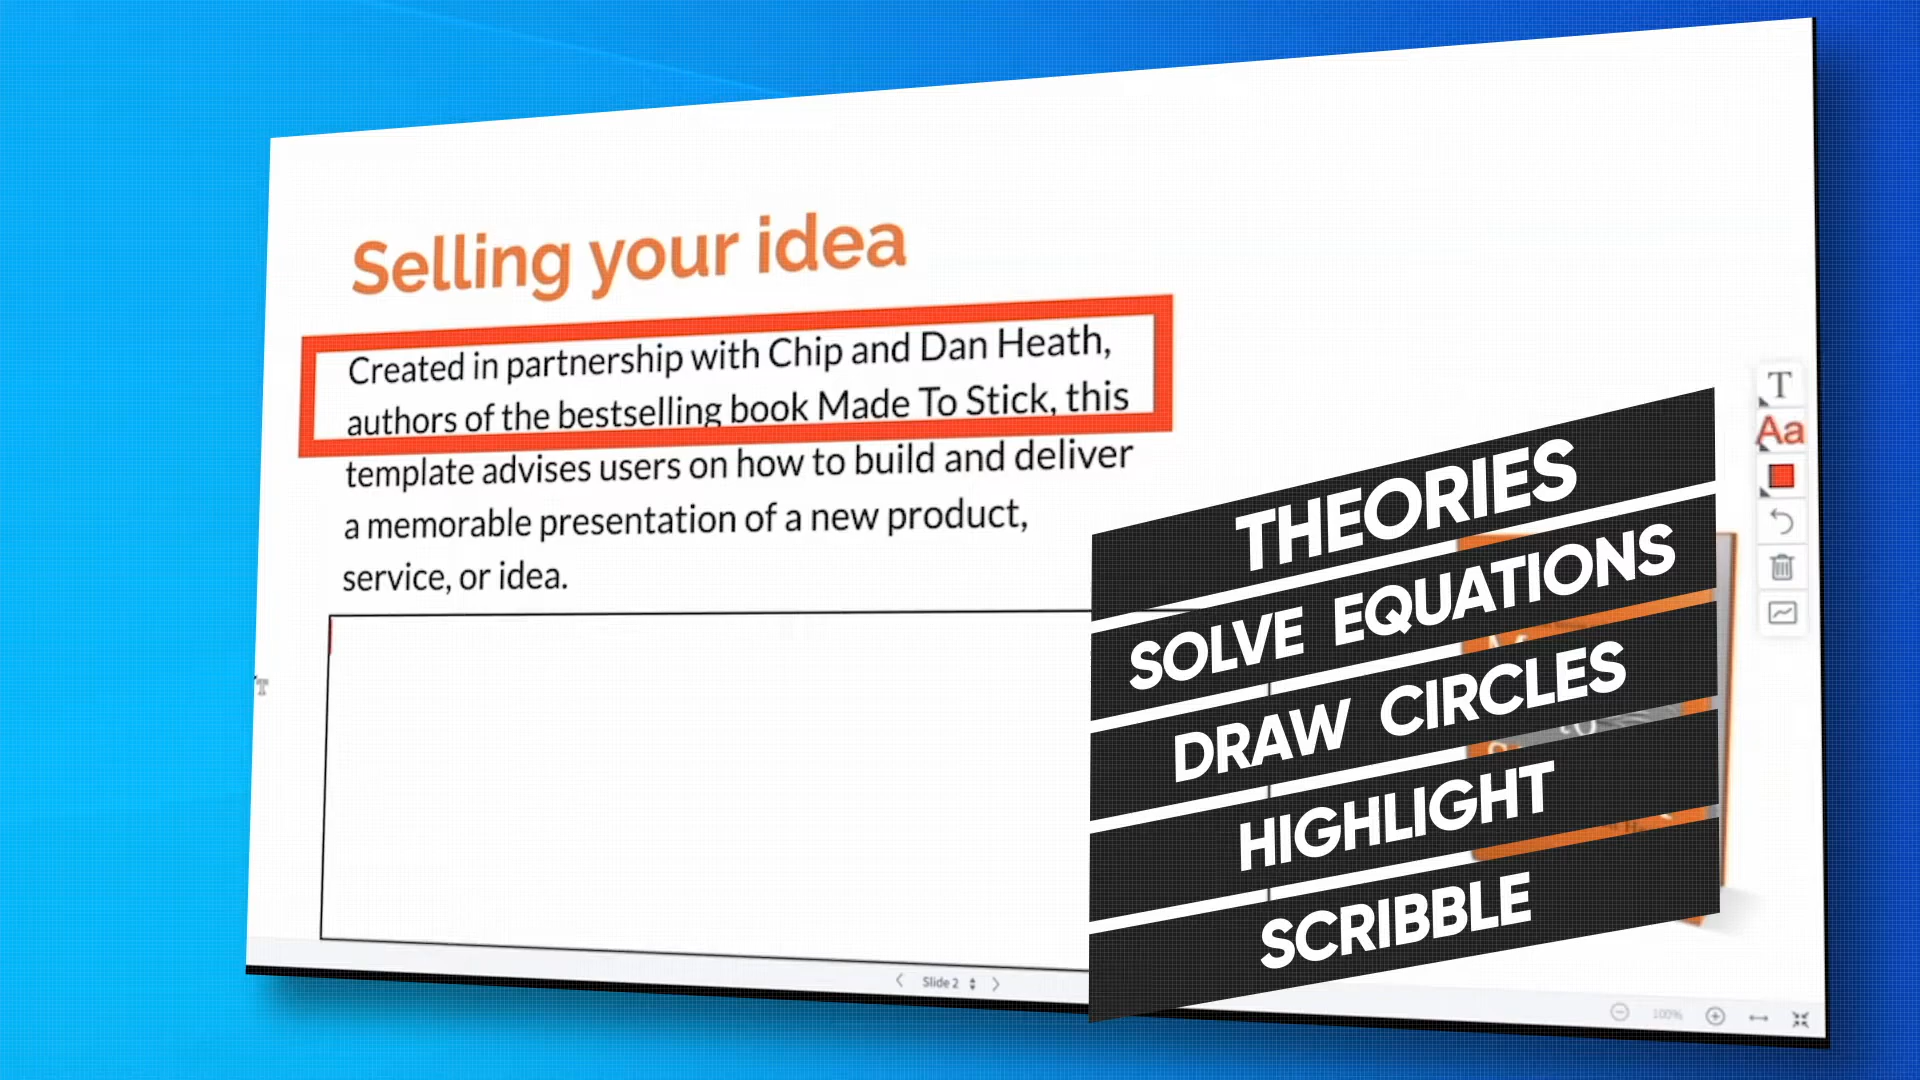 Selling your idea
Created in partnership with Chip and Dan Heath,
authors of the bestselling book Made To Stick, this
template advises users on how to build and deliver
a memorable presentation of a new product,
service, or idea.
T
Aa
THEORIES
SOLVE EQUATIONS
DRAW CIRCLES
HIGHLIGHT
SCRIBBLE
Slide 2
100%